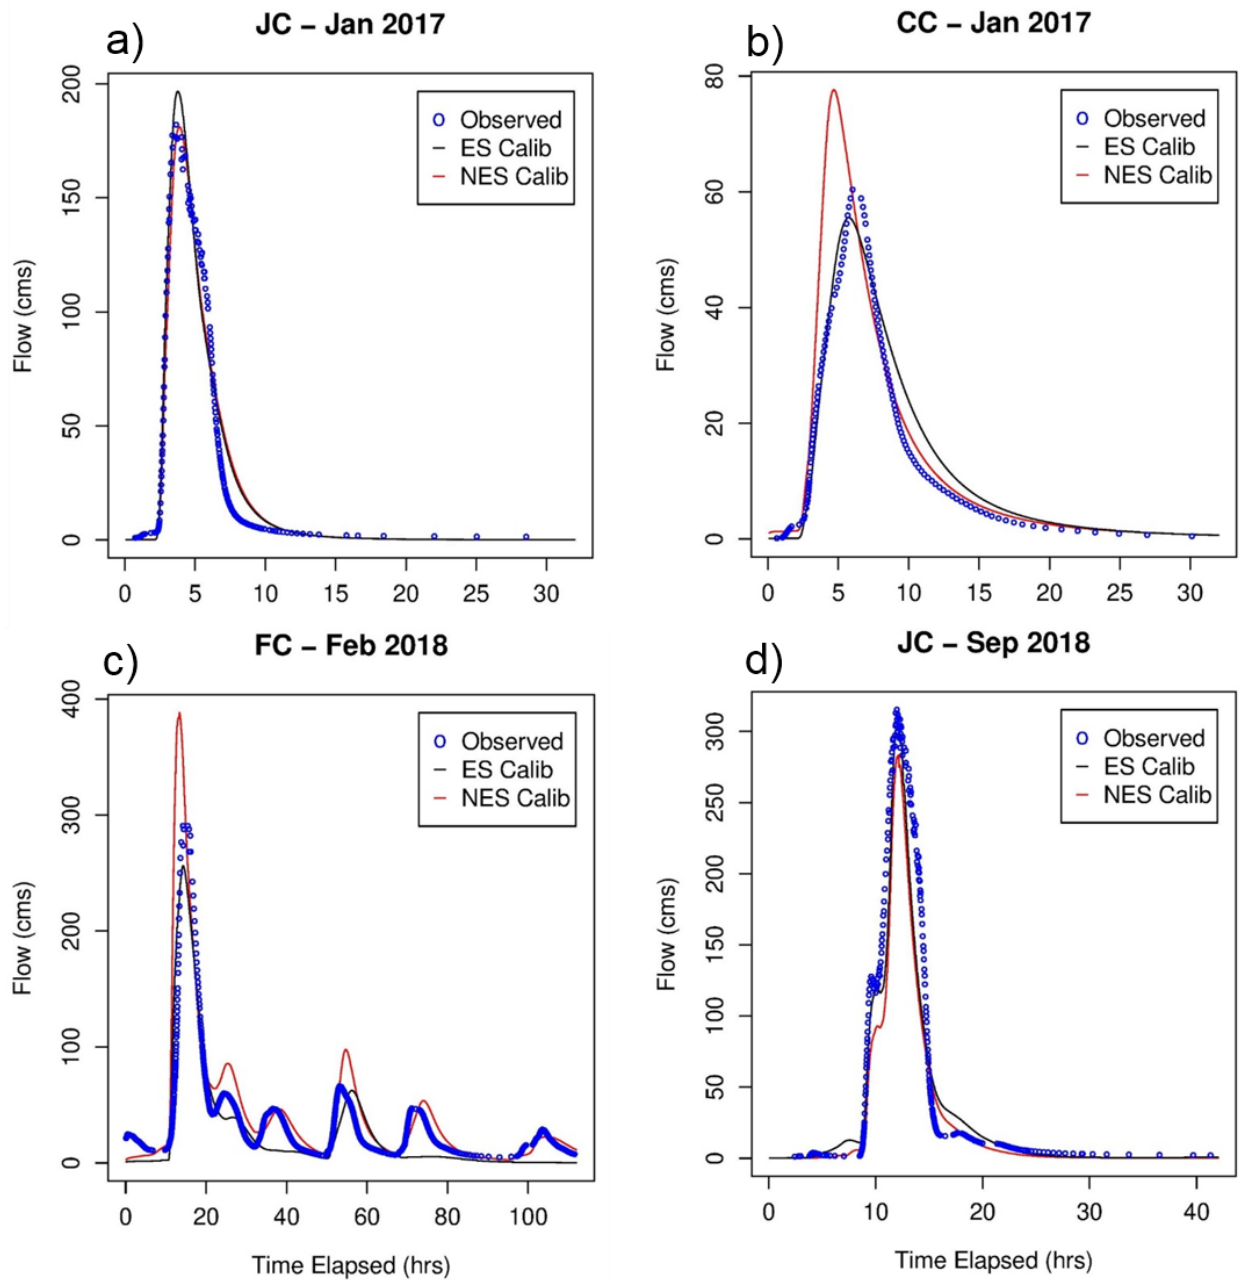 a)
JC – Jan 2017
Flow (cms)
200
150
100
50
0
0 5 10 15 20 25 30
Observed
ES Calib
NES Calib
b)
CC – Jan 2017
Flow (cms)
80
60
40
20
0
0 5 10 15 20 25 30
Observed
ES Calib
NES Calib
c)
FC – Feb 2018
Flow (cms)
400
300
200
100
0
0 20 40 60 80 100
Time Elapsed (hrs)
Observed
ES Calib
NES Calib
d)
JC – Sep 2018
Flow (cms)
300
250
200
150
100
50
0
0 10 20 30 40
Time Elapsed (hrs)
Observed
ES Calib
NES Calib